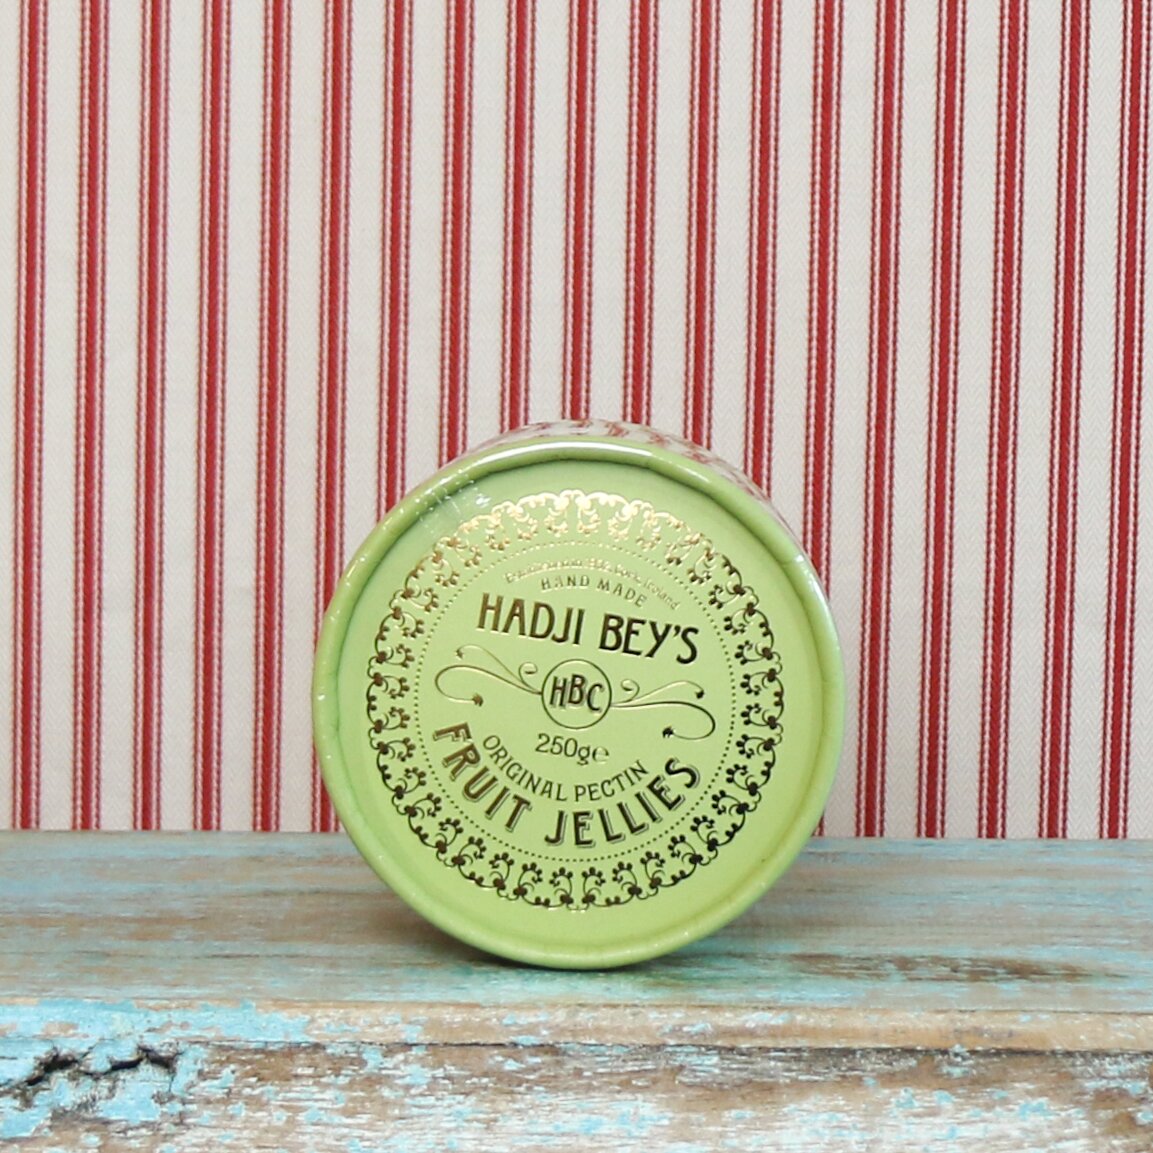 HAND MADE
HADJI BEY'S
HBC
250g℮
ORIGINAL PECTIN
FRUIT JELLIES